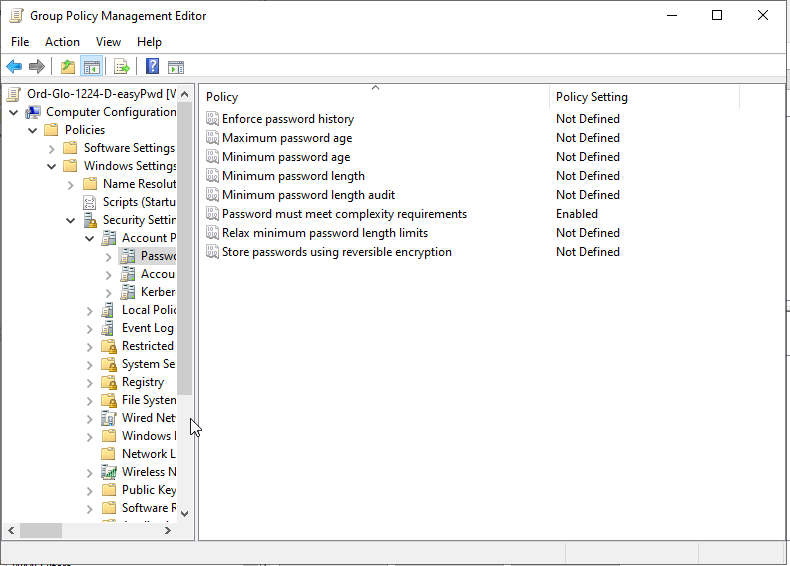 Group Policy Management Editor
File Action View Help
Ord-Glo-1224-D-easyPwd [
Computer Configuration
Policies
Software Settings
Windows Settings
Name Resolut
Scripts (Startu
Security Settin
Account P
Passwo
Accou
Kerber
Local Polic
Event Log
Restricted
System Se
Registry
File System
Wired Net
Windows
Network L
Wireless N
Public Key
Software R
Policy Policy Setting
Enforce password history Not Defined
Maximum password age Not Defined
Minimum password age Not Defined
Minimum password length Not Defined
Minimum password length audit Not Defined
Password must meet complexity requirements Enabled
Relax minimum password length limits Not Defined
Store passwords using reversible encryption Not Defined